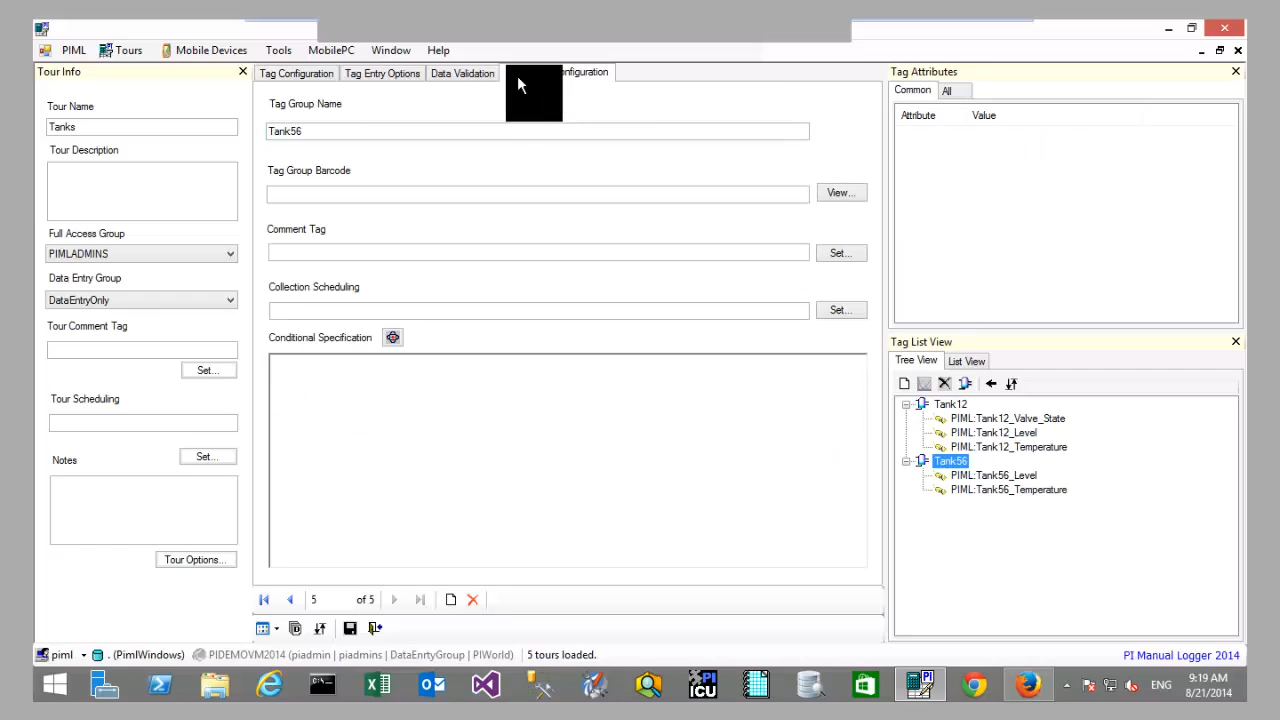 PIML Tours Mobile Devices Tools MobilePC Window Help
Tour Info
Tour Name
Tanks
Tour Description
Full Access Group
PIMLADMINS
Data Entry Group
DataEntryOnly
Tour Comment Tag
Set...
Tour Scheduling
Set...
Notes
Tour Options...
Tag Configuration Tag Entry Options Data Validation
Tag Group Name
Tank56
Tag Group Barcode
View...
Comment Tag
Set...
Collection Scheduling
Set...
Conditional Specification
5 of 5
Tag Attributes
Common All
Attribute Value
Tag List View
Tree View List View
Tank12
PIML:Tank12_Valve_State
PIML:Tank12_Level
PIML:Tank12_Temperature
Tank56
PIML:Tank56_Level
PIML:Tank56_Temperature
piml . (PimlWindows) PIDEMOVM2014 (piadmin | piadmins | DataEnrtyGroup | PIWorld) 5 tours loaded. PI Manual Logger 2014
PI
ICU
PI
ENG
9:19 AM
8/21/2014